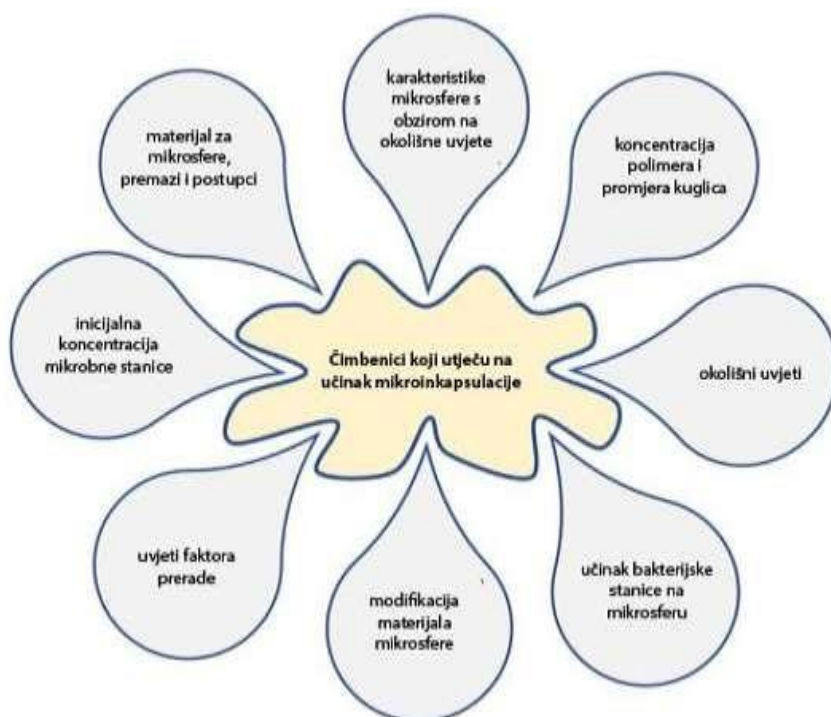 karakteristike
mikrosfere s
obzirom na
okolišne uvjete
materijal za
mikrosfere,
premazi i postupci
koncentracija
polimera i
promjera kuglica
inicijalna
koncentracija
mikrobne stanice
Čimbenici koji utječu na
učinak mikroinkapsulacije
okolišni uvjeti
uvjeti faktora
prerade
modifikacija
materijala
mikrosfere
učinak bakterijske
stanice na
mikrosferu